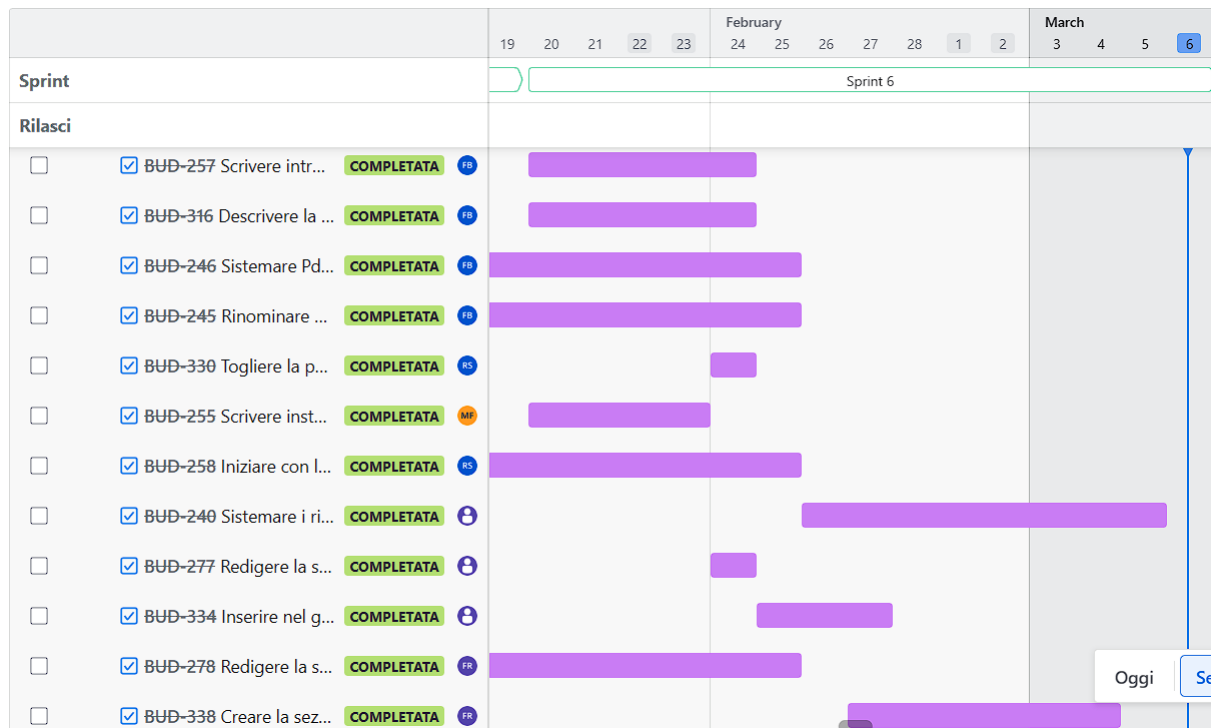 February March
19 20 21 22 23 24 25 26 27 28 1 2 3 4 5 6
Sprint Sprint 6
Rilasci
BUD-257 Scrivere intr... COMPLETATA FB
BUD-316 Descrivere la ... COMPLETATA FB
BUD-246 Sistemare Pd... COMPLETATA FB
BUD-245 Rinominare ... COMPLETATA FB
BUD-330 Togliere la p... COMPLETATA RS
BUD-255 Scrivere inst... COMPLETATA MF
BUD-258 Iniziare con l... COMPLETATA RS
BUD-240 Sistemare i ri... COMPLETATA
BUD-277 Redigere la s... COMPLETATA
BUD-334 Inserire nel g... COMPLETATA
BUD-278 Redigere la s... COMPLETATA FR
Oggi Se
BUD-338 Creare la sez... COMPLETATA FR